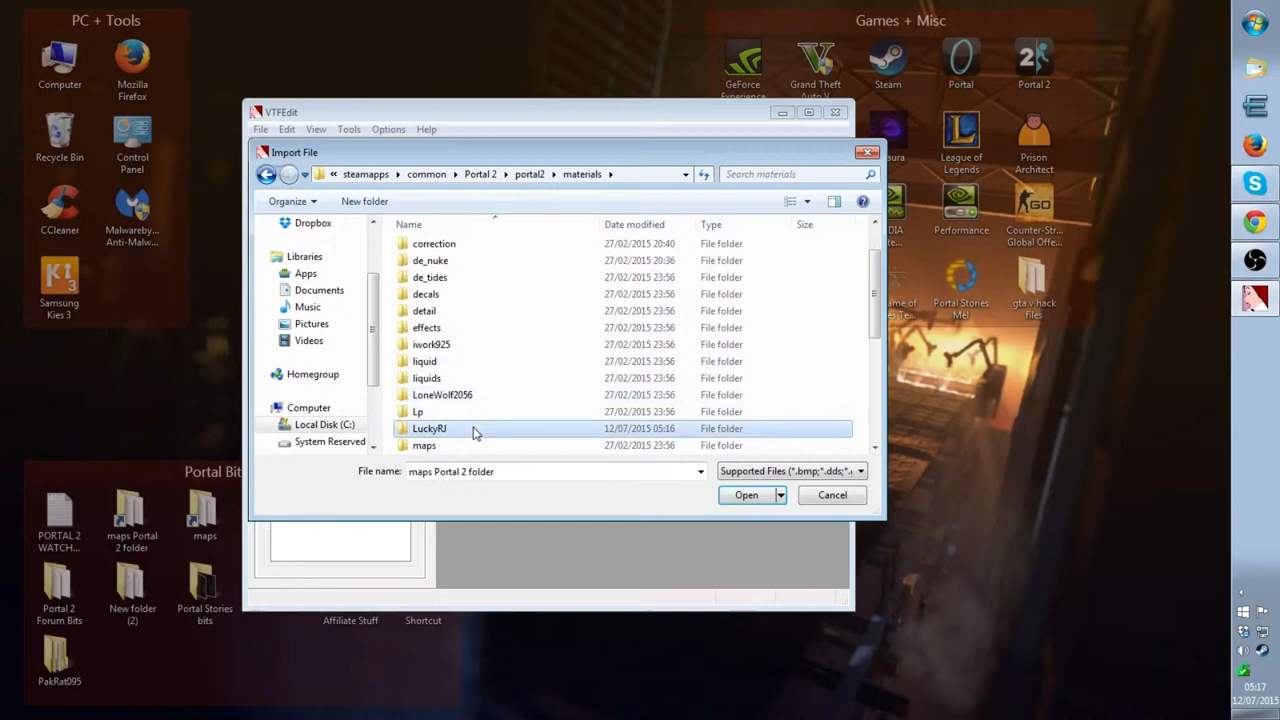 PC + Tools
Computer
Mozilla
Firefox
Recycle Bin
Control
Panel
CCleaner
Malwareby...
Anti-Malw...
Samsung
Kies 3
Games + Misc
GeForce
Experience
Grand Theft
Steam
Portal
Portal 2
League of
Legends
Prison
Architect
Performance
Counter-Str...
Global Offe...
Portal Stories
Mel
gta v hack
files
VTFEdit
File
Edit
View
Tools
Options
Help
Import File
« steamapps
common
Portal 2
portal2
materials
Search materials
Organize
New folder
Name
Date modified
Type
Size
Dropbox
Libraries
Apps
Documents
Music
Pictures
Videos
Homegroup
Computer
Local Disk (C:)
System Reserved
correction 27/02/2015 20:40 File folder
de_nuke 27/02/2015 20:36 File folder
de_tides 27/02/2015 23:56 File folder
decals 27/02/2015 23:56 File folder
detail 27/02/2015 23:56 File folder
effects 27/02/2015 23:56 File folder
iwork925 27/02/2015 23:56 File folder
liquid 27/02/2015 23:56 File folder
liquids 27/02/2015 23:56 File folder
LoneWolf2056 27/02/2015 23:56 File folder
Lp 27/02/2015 23:56 File folder
LuckyRJ 12/07/2015 05:16 File folder
maps 27/02/2015 23:56 File folder
File name: maps Portal 2 folder
Supported Files (*.bmp;*.dds;*.
Open
Cancel
Portal Bit
PORTAL 2
WATCH...
maps Portal
2 folder
maps
Portal 2
Forum Bits
New folder
(2)
Portal Stories
bits
PakRat095
Affiliate Stuff
Shortcut
05:17
12/07/2015